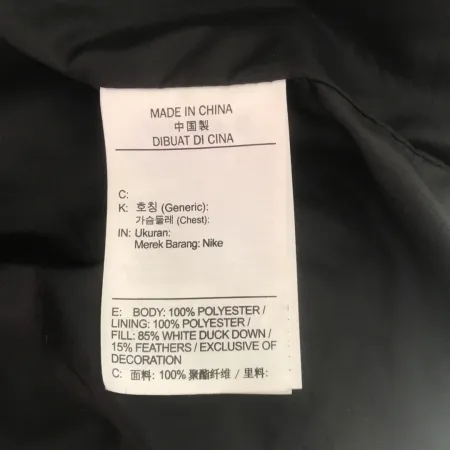 MADE IN CHINA
中国製
DIBUAT DI CINA
C:
K: 호칭 (Generic):
가슴둘레 (Chest):
IN: Ukuran:
Merek Barang: Nike
E: BODY: 100% POLYESTER /
LINING: 100% POLYESTER /
FILL: 85% WHITE DUCK DOWN /
15% FEATHERS / EXCLUSIVE OF
DECORATION
C: 面料: 100% 聚酯纤维 / 里料: